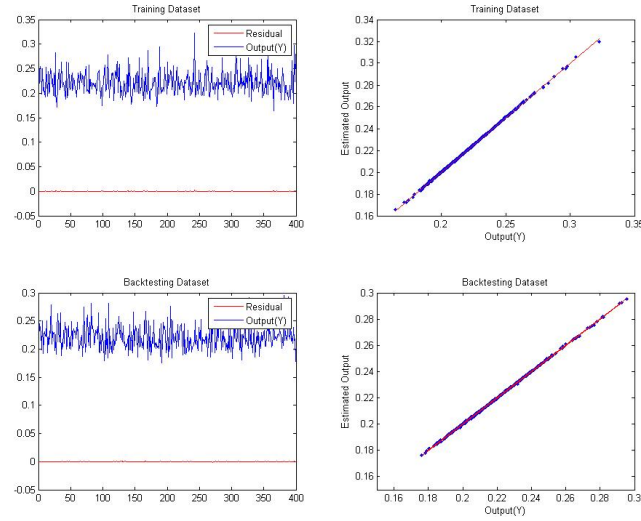 Training Dataset
0.35
0.3
0.25
0.2
0.15
0.1
0.05
0
-0.05
0 50 100 150 200 250 300 350 400
Residual
Output(Y)
Training Dataset
Estimated Output
0.34
0.32
0.3
0.28
0.26
0.24
0.22
0.2
0.18
0.16
0.2 0.25 0.3 0.35
Output(Y)
Backtesting Dataset
0.3
0.25
0.2
0.15
0.1
0.05
0
-0.05
0 50 100 150 200 250 300 350 400
Residual
Output(Y)
Backtesting Dataset
Estimated Output
0.3
0.28
0.26
0.24
0.22
0.2
0.18
0.16
0.16 0.18 0.2 0.22 0.24 0.26 0.28 0.3
Output(Y)